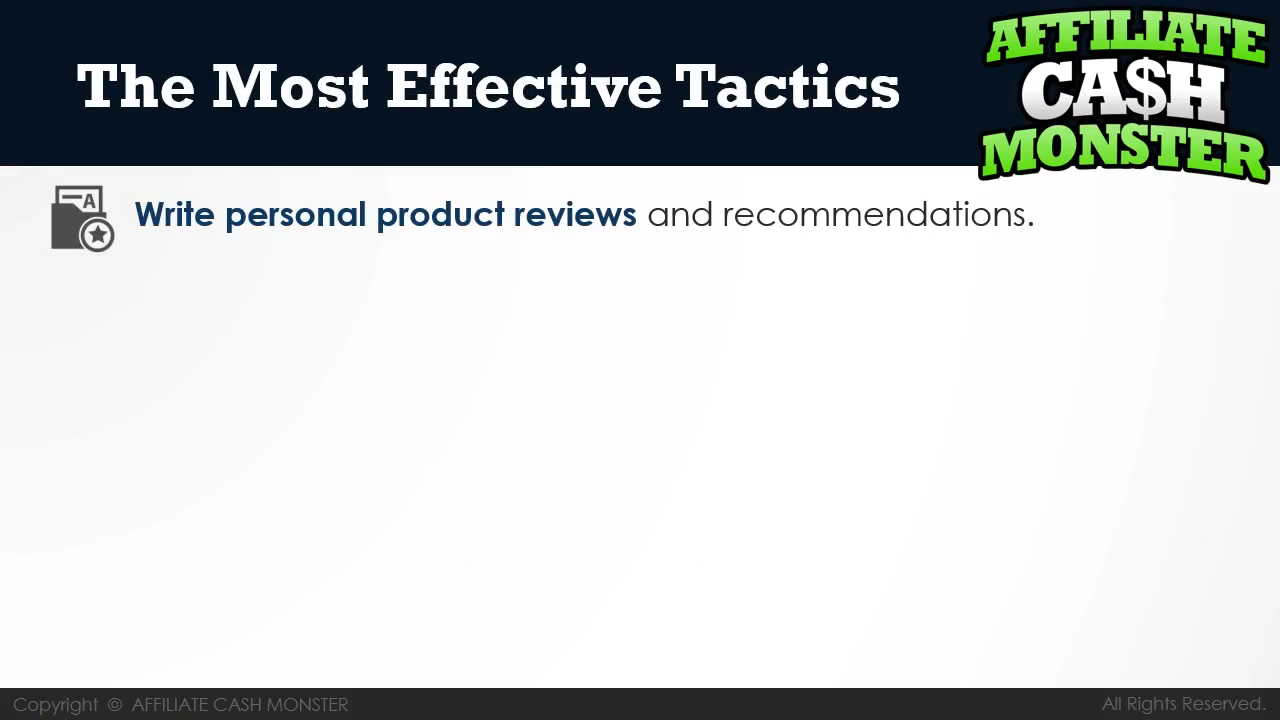 The Most Effective Tactics
AFFILIATE
CA$H
MONSTER
A
Write personal product reviews and recommendations.
Copyright © AFFILIATE CASH MONSTER
All Rights Reserved.